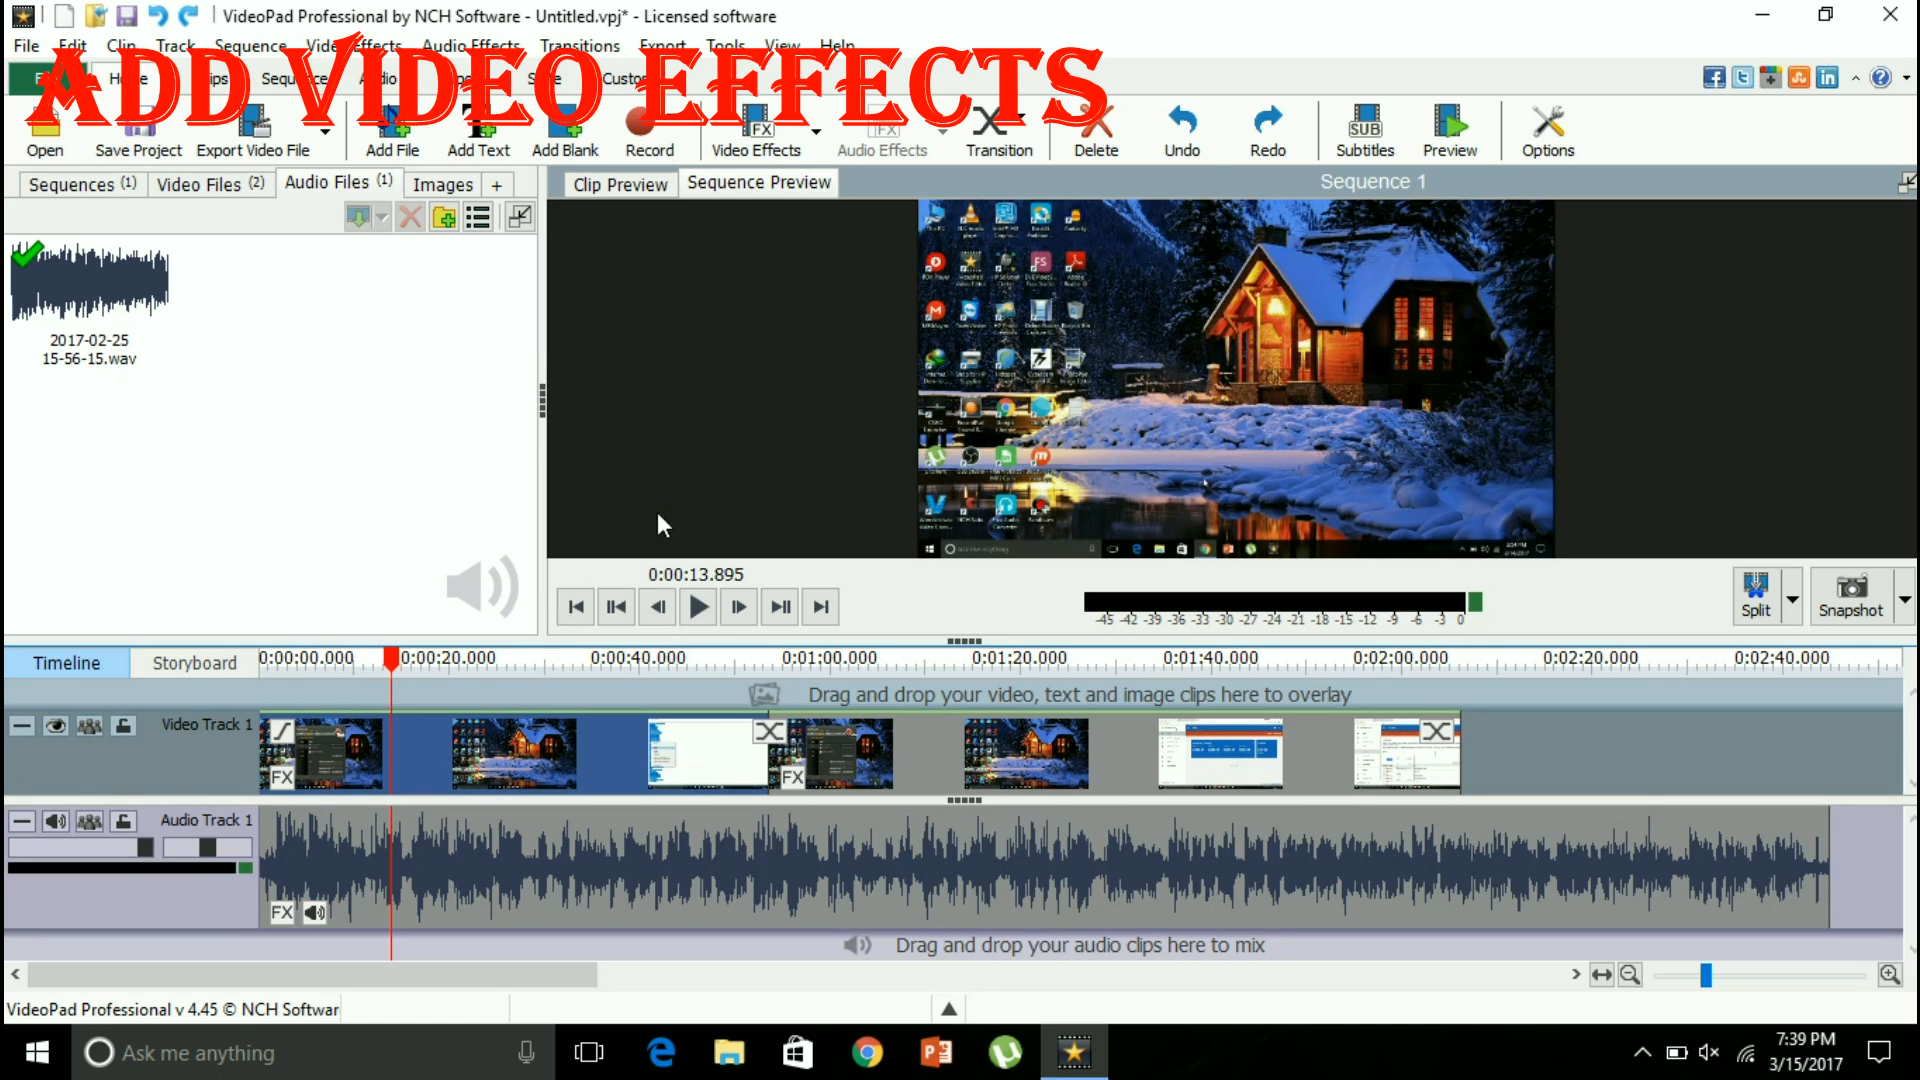 VideoPad Professional by NCH Software - Untitled.vpj* - Licensed software
File Edit Clip Track Sequence Video Effects Audio Effects Transitions Export Tools View Help
ADD VIDEO EFFECTS
Open Save Project Export Video File Add File Add Text Add Blank Record Video Effects Audio Effects Transition Delete Undo Redo Subtitles Preview Options
Sequences (1) Video Files (2) Audio Files (1) Images +
Clip Preview Sequence Preview Sequence 1
2017-02-25
15-56-15.wav
0:00:13.895
-45 -42 -39 -36 -33 -30 -27 -24 -21 -18 -15 -12 -9 -6 -3 0
Split Snapshot
Timeline Storyboard 0:00:00.000 0:00:20.000 0:00:40.000 0:01:00.000 0:01:20.000 0:01:40.000 0:02:00.000 0:02:20.000 0:02:40.000
Drag and drop your video, text and image clips here to overlay
Video Track 1
FX FX
Audio Track 1
FX
Drag and drop your audio clips here to mix
VideoPad Professional v 4.45 © NCH Softwar
Ask me anything
7:39 PM
3/15/2017